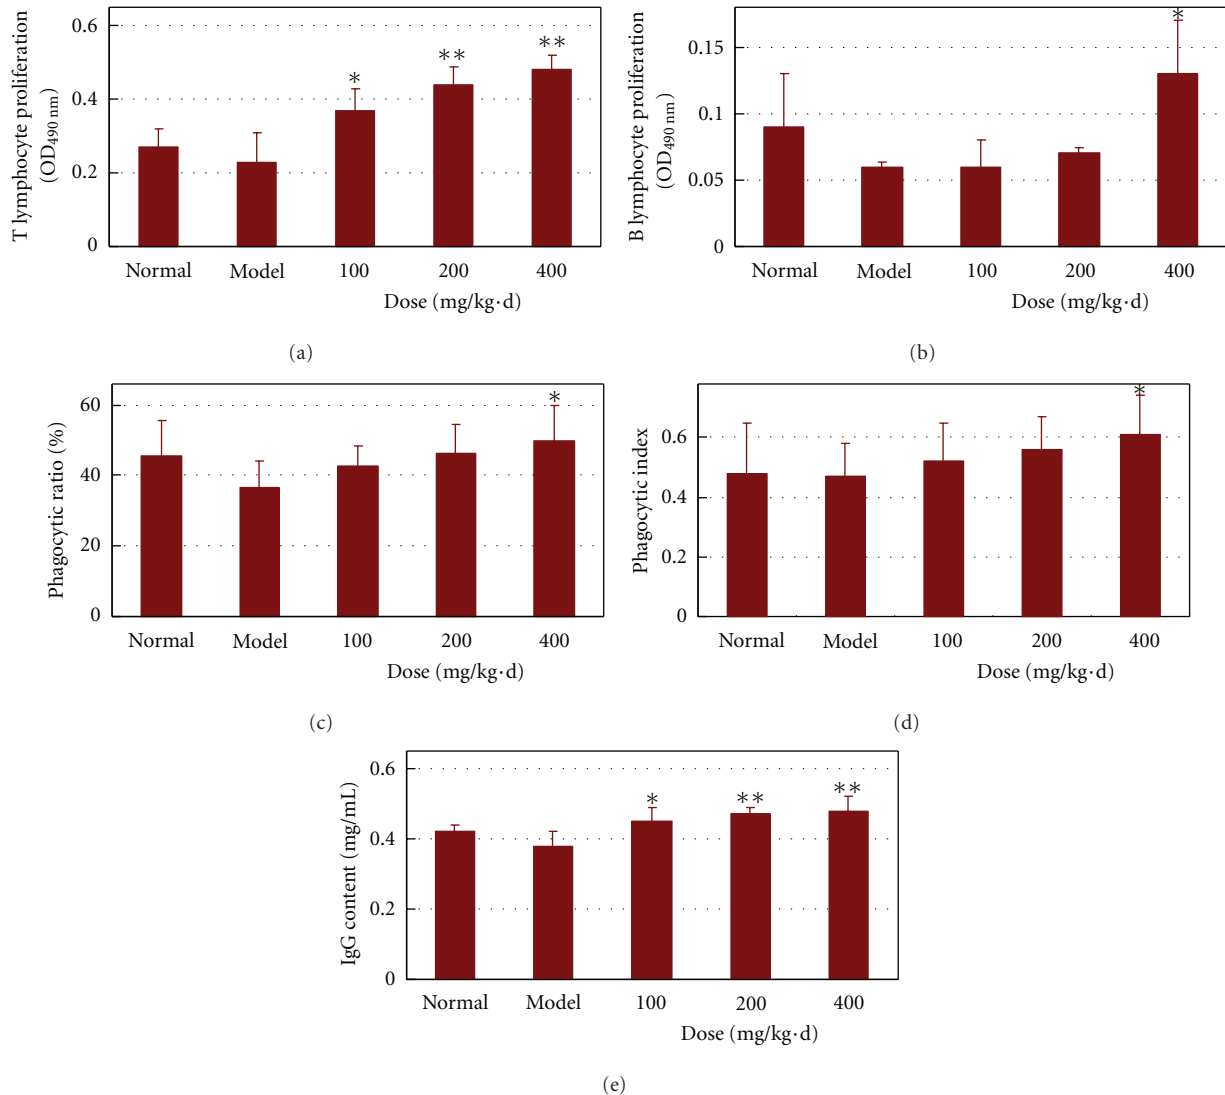 T lymphocyte proliferation
(OD490 nm)
0.6
0.4
0.2
0
*
**
**
Normal Model 100 200 400
Dose (mg/kg·d)
(a)
B lymphocyte proliferation
(OD490 nm)
0.15
0.1
0.05
0
*
Normal Model 100 200 400
Dose (mg/kg·d)
(b)
Phagocytic ratio (%)
60
40
20
0
*
Normal Model 100 200 400
Dose (mg/kg·d)
(c)
Phagocytic index
0.6
0.4
0.2
0
*
Normal Model 100 200 400
Dose (mg/kg·d)
(d)
IgG content (mg/mL)
0.6
0.4
0.2
0
*
**
**
Normal Model 100 200 400
Dose (mg/kg·d)
(e)